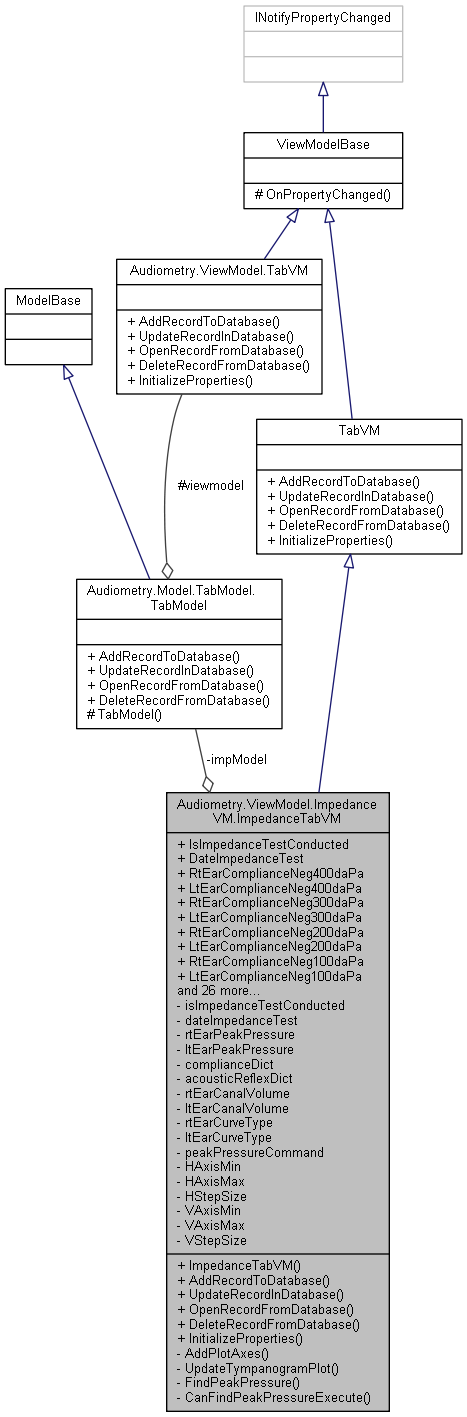 INotifyPropertyChanged
ViewModelBase
# OnPropertyChanged()
Audiometry.ViewModel.TabVM
+ AddRecordToDatabase()
+ UpdateRecordInDatabase()
+ OpenRecordFromDatabase()
+ DeleteRecordFromDatabase()
+ InitializeProperties()
ModelBase
TabVM
+ AddRecordToDatabase()
+ UpdateRecordInDatabase()
+ OpenRecordFromDatabase()
+ DeleteRecordFromDatabase()
+ InitializeProperties()
#viewmodel
Audiometry.Model.TabModel.
TabModel
+ AddRecordToDatabase()
+ UpdateRecordInDatabase()
+ OpenRecordFromDatabase()
+ DeleteRecordFromDatabase()
# TabModel()
-impModel
Audiometry.ViewModel.Impedance
VM.ImpedanceTabVM
+ IsImpedanceTestConducted
+ DateImpedanceTest
+ RtEarComplianceNeg400daPa
+ LtEarComplianceNeg400daPa
+ RtEarComplianceNeg300daPa
+ LtEarComplianceNeg300daPa
+ RtEarComplianceNeg200daPa
+ LtEarComplianceNeg200daPa
+ RtEarComplianceNeg100daPa
+ LtEarComplianceNeg100daPa
and 26 more...
- isImpedanceTestConducted
- dateImpedanceTest
- rtEarPeakPressure
- ltEarPeakPressure
- complianceDict
- acousticReflexDict
- rtEarCanalVolume
- ltEarCanalVolume
- rtEarCurveType
- ltEarCurveType
- peakPressureCommand
- HAxisMin
- HAxisMax
- HStepSize
- VAxisMin
- VAxisMax
- VStepSize
+ ImpedanceTabVM()
+ AddRecordToDatabase()
+ UpdateRecordInDatabase()
+ OpenRecordFromDatabase()
+ DeleteRecordFromDatabase()
+ InitializeProperties()
- AddPlotAxes()
- UpdateTympanogramPlot()
- FindPeakPressure()
- CanFindPeakPressureExecute()